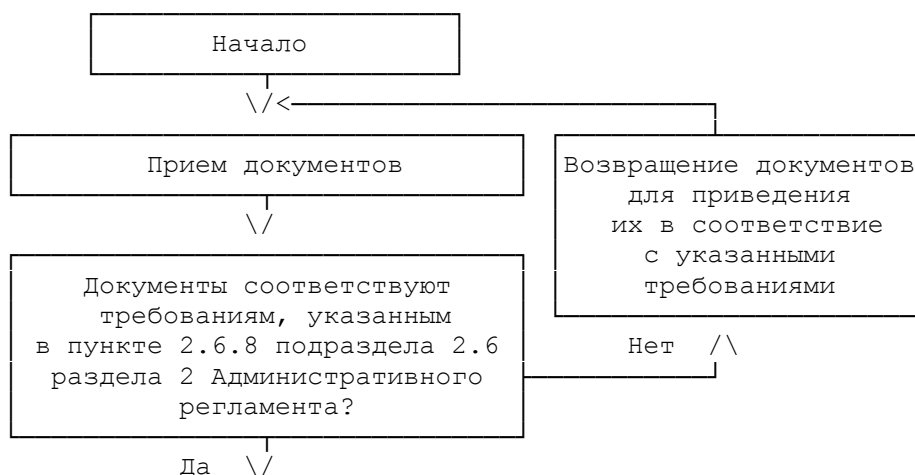 Начало
Прием документов
Возвращение документов
для приведения
их в соответствие
с указанными
требованиями
Документы соответствуют
требованиям, указанным
в пункте 2.6.8 подраздела 2.6
раздела 2 Административного
регламента?
Нет
Да